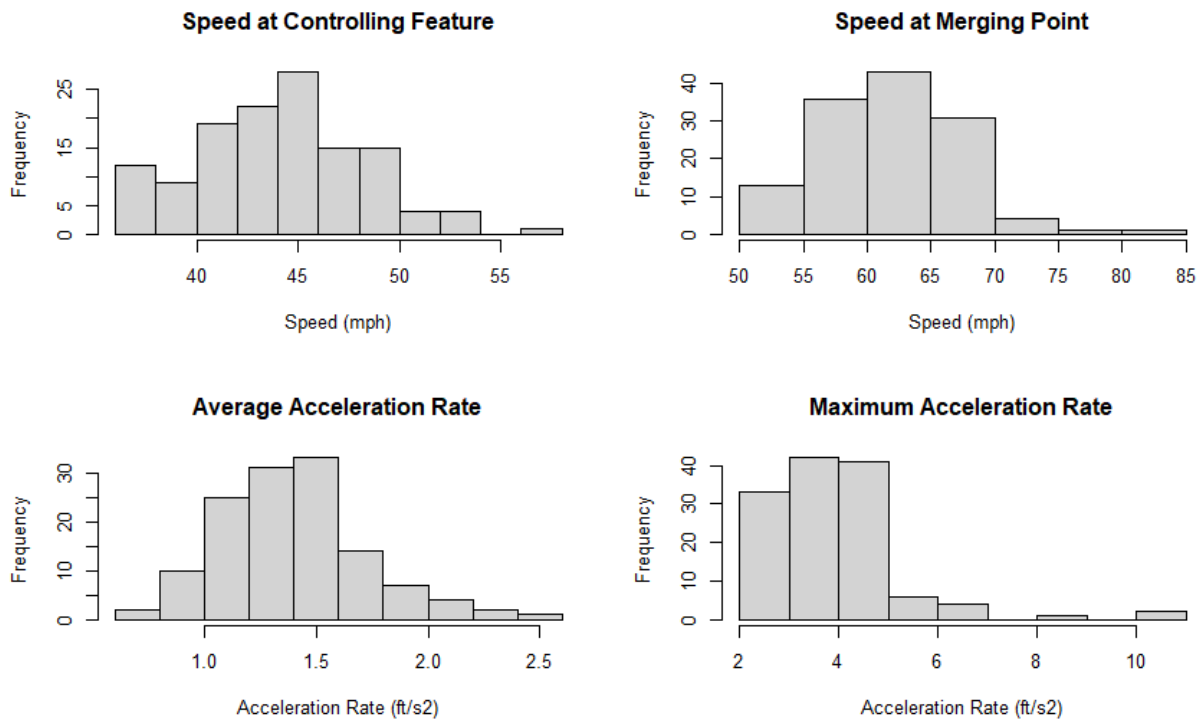 Speed at Controlling Feature
Frequency
25
15
5
0
40 45 50 55
Speed (mph)
Speed at Merging Point
Frequency
40
30
20
10
0
50 55 60 65 70 75 80 85
Speed (mph)
Average Acceleration Rate
Frequency
30
20
10
0
1.0 1.5 2.0 2.5
Acceleration Rate (ft/s2)
Maximum Acceleration Rate
Frequency
40
30
20
10
0
2 4 6 8 10
Acceleration Rate (ft/s2)